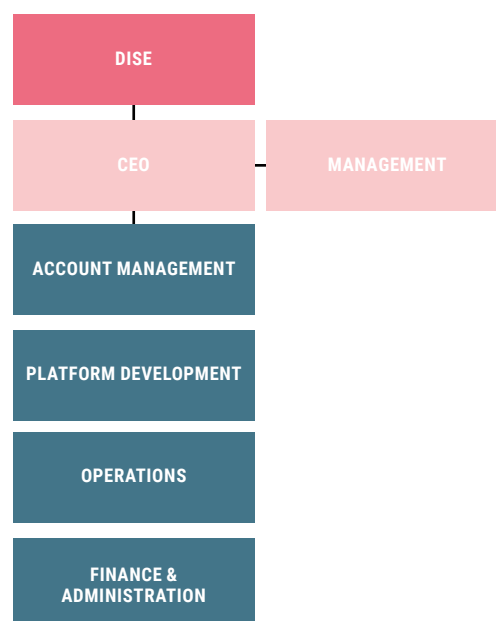 DISE
CEO
MANAGEMENT
ACCOUNT MANAGEMENT
PLATFORM DEVELOPMENT
OPERATIONS
FINANCE &
ADMINISTRATION